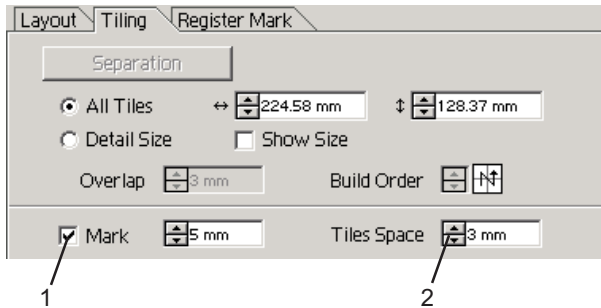 Layout Tiling Register Mark
Separation
All Tiles 224.58 mm 128.37 mm
Detail Size Show Size
Overlap 3 mm Build Order
Mark 5 mm Tiles Space 3 mm
1 2